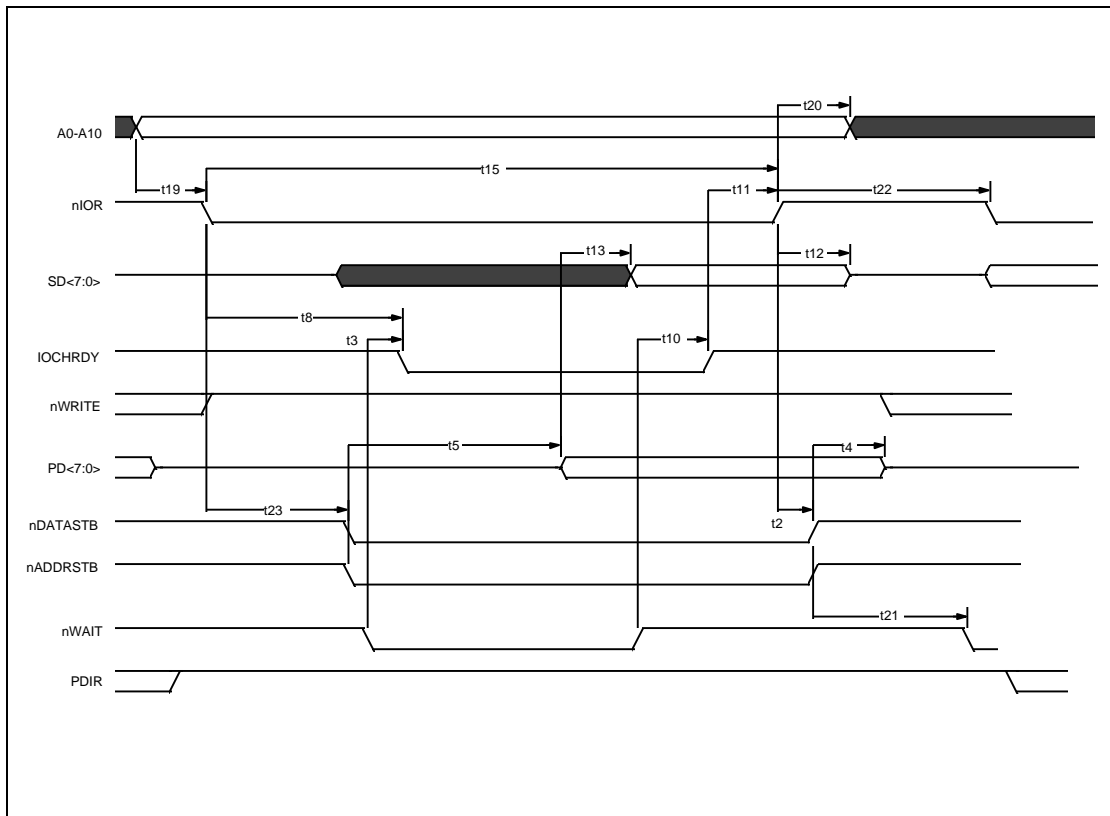 t20
A0-A10
t15
t19
t11
t22
nIOR
t13
t12
SD<7:0>
t8
t3
t10
IOCHRDY
nWRITE
t5
t4
PD<7:0>
t23
t2
nDATASTB
nADDRSTB
t21
nWAIT
PDIR